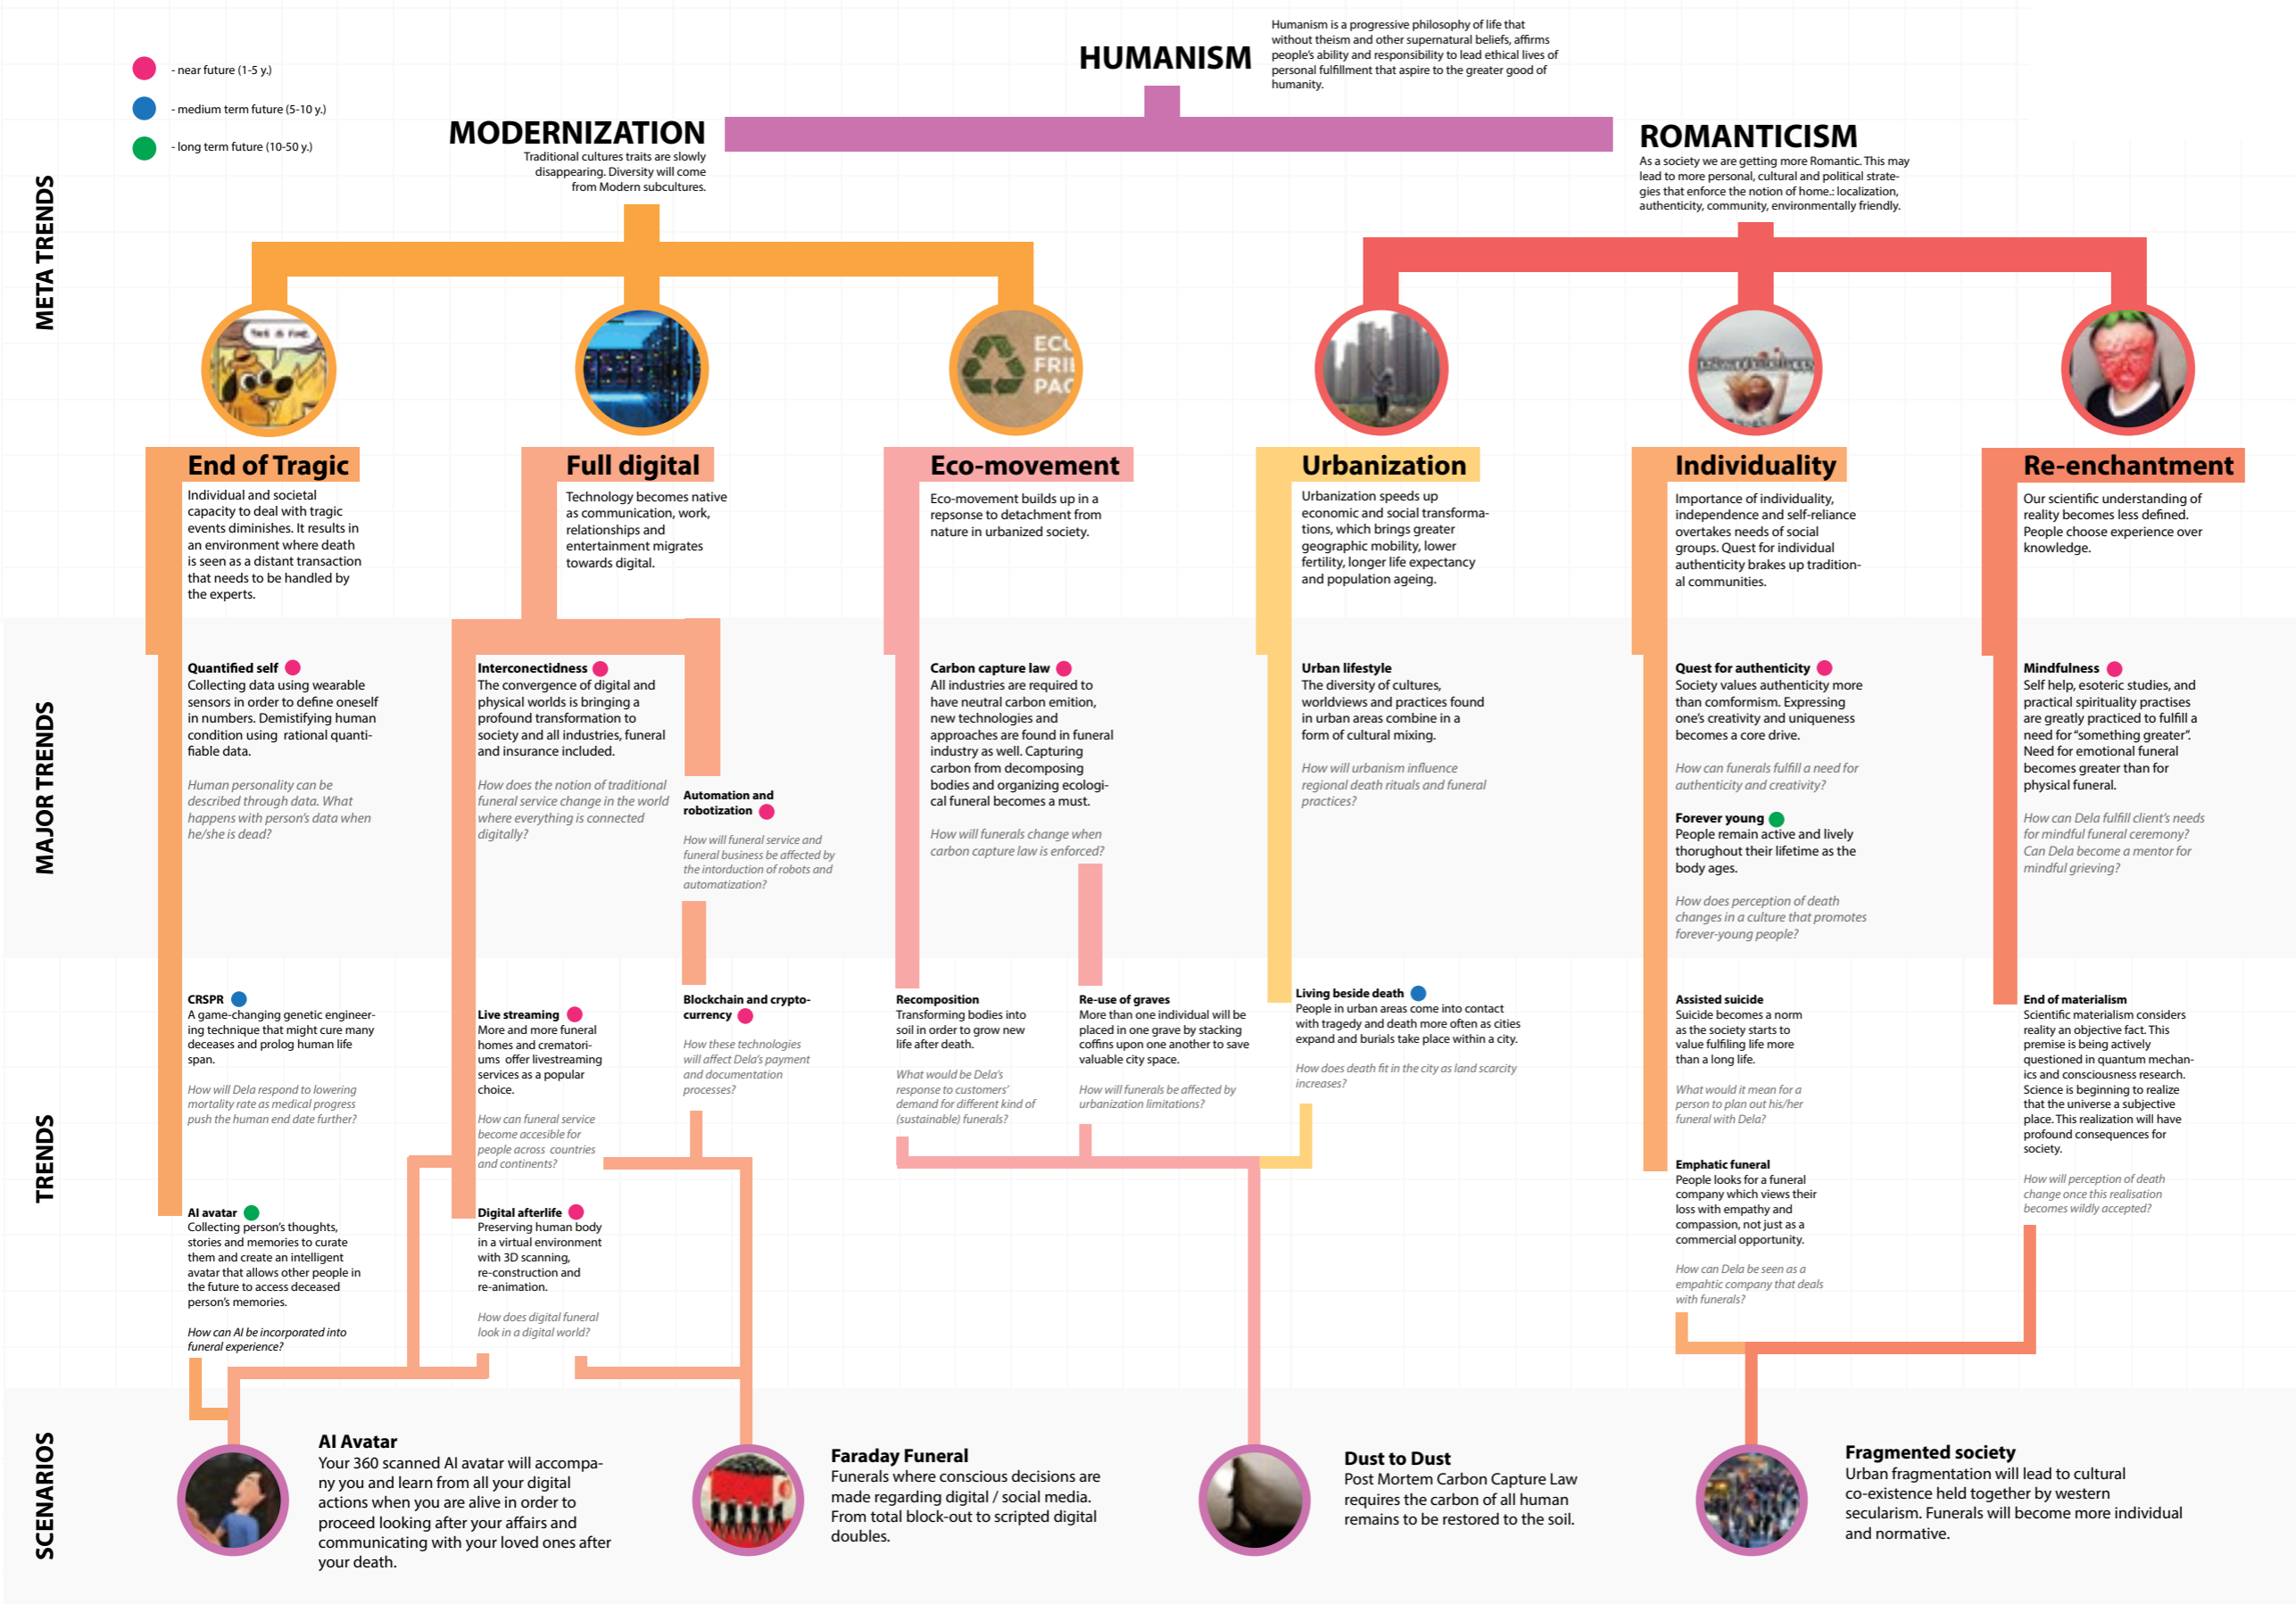 HUMANISM
Humanism is a progressive philosophy of life that
without theism and other supernatural beliefs, affirms
people's ability and responsibility to lead ethical lives of
personal fulfillment that aspire to the greater good of
humanity.
- near future (1-5 y.)
- medium term future (5-10 y.)
- long term future (10-50 y.)
MODERNIZATION
Traditional cultures traits are slowly
disappearing. Diversity will come
from Modern subcultures.
ROMANTICISM
As a society we are getting more Romantic. This may
lead to more personal, cultural and political strate-
gies that enforce the notion of home.: localization,
authenticity, community, environmentally friendly.
META TRENDS
THIS IS FINE.
ECO
FRIE
PAC
End of Tragic
Individual and societal
capacity to deal with tragic
events diminishes. It results in
an environment where death
is seen as a distant transaction
that needs to be handled by
the experts.
Full digital
Technology becomes native
as communication, work,
relationships and
entertainment migrates
towards digital.
Eco-movement
Eco-movement builds up in a
repsonse to detachment from
nature in urbanized society.
Urbanization
Urbanization speeds up
economic and social transforma-
tions, which brings greater
geographic mobility, lower
fertility, longer life expectancy
and population ageing.
Individuality
Importance of individuality,
independence and self-reliance
overtakes needs of social
groups. Quest for individual
authenticity brakes up tradition-
al communities.
Re-enchantment
Our scientific understanding of
reality becomes less defined.
People choose experience over
knowledge.
MAJOR TRENDS
Quantified self
Collecting data using wearable
sensors in order to define oneself
in numbers. Demistifying human
condition using rational quanti-
fiable data.
Human personality can be
described through data. What
happens with person's data when
he/she is dead?
Interconectidness
The convergence of digital and
physical worlds is bringing a
profound transformation to
society and all industries, funeral
and insurance included.
How does the notion of traditional
funeral service change in the world
where everything is connected
digitally?
Automation and
robotization
How will funeral service and
funeral business be affected by
the intorduction of robots and
automatization?
Carbon capture law
All industries are required to
have neutral carbon emition,
new technologies and
approaches are found in funeral
industry as well. Capturing
carbon from decomposing
bodies and organizing ecologi-
cal funeral becomes a must.
How will funerals change when
carbon capture law is enforced?
Urban lifestyle
The diversity of cultures,
worldviews and practices found
in urban areas combine in a
form of cultural mixing.
How will urbanism influence
regional death rituals and funeral
practices?
Quest for authenticity
Society values authenticity more
than comformism. Expressing
one's creativity and uniqueness
becomes a core drive.
How can funerals fulfill a need for
authenticity and creativity?
Forever young
People remain active and lively
thorughout their lifetime as the
body ages.
How does perception of death
changes in a culture that promotes
forever-young people?
Mindfulness
Self help, esoteric studies, and
practical spirituality practises
are greatly practiced to fulfill a
need for "something greater".
Need for emotional funeral
becomes greater than for
physical funeral.
How can Dela fulfill client's needs
for mindful funeral ceremony?
Can Dela become a mentor for
mindful grieving?
TRENDS
CRSPR
A game-changing genetic engineer-
ing technique that might cure many
deceases and prolog human life
span.
How will Dela respond to lowering
mortality rate as medical progress
push the human end date further?
AI avatar
Collecting person's thoughts,
stories and memories to curate
them and create an intelligent
avatar that allows other people in
the future to access deceased
person's memories.
How can AI be incorporated into
funeral experience?
Live streaming
More and more funeral
homes and crematori-
ums offer livestreaming
services as a popular
choice.
How can funeral service
become accesible for
people across countries
and continents?
Digital afterlife
Preserving human body
in a virtual environment
with 3D scanning,
re-construction and
re-animation.
How does digital funeral
look in a digital world?
Blockchain and crypto-
currency
How these technologies
will affect Dela's payment
and documentation
processes?
Recomposition
Transforming bodies into
soil in order to grow new
life after death.
What would be Dela's
response to customers'
demand for different kind of
(sustainable) funerals?
Re-use of graves
More than one individual will be
placed in one grave by stacking
coffins upon one another to save
valuable city space.
How will funerals be affected by
urbanization limitations?
Living beside death
People in urban areas come into contact
with tragedy and death more often as cities
expand and burials take place within a city.
How does death fit in the city as land scarcity
increases?
Assisted suicide
Suicide becomes a norm
as the society starts to
value fulfiling life more
than a long life.
What would it mean for a
person to plan out his/her
funeral with Dela?
Emphatic funeral
People looks for a funeral
company which views their
loss with empathy and
compassion, not just as a
commercial opportunity.
How can Dela be seen as a
empahtic company that deals
with funerals?
End of materialism
Scientific materialism considers
reality an objective fact. This
premise is being actively
questioned in quantum mechan-
ics and consciousness research.
Science is beginning to realize
that the universe a subjective
place. This realization will have
profound consequences for
society.
How will perception of death
change once this realisation
becomes wildly accepted?
SCENARIOS
AI Avatar
Your 360 scanned AI avatar will accompa-
ny you and learn from all your digital
actions when you are alive in order to
proceed looking after your affairs and
communicating with your loved ones after
your death.
Faraday Funeral
Funerals where conscious decisions are
made regarding digital / social media.
From total block-out to scripted digital
doubles.
Dust to Dust
Post Mortem Carbon Capture Law
requires the carbon of all human
remains to be restored to the soil.
Fragmented society
Urban fragmentation will lead to cultural
co-existence held together by western
secularism. Funerals will become more individual
and normative.